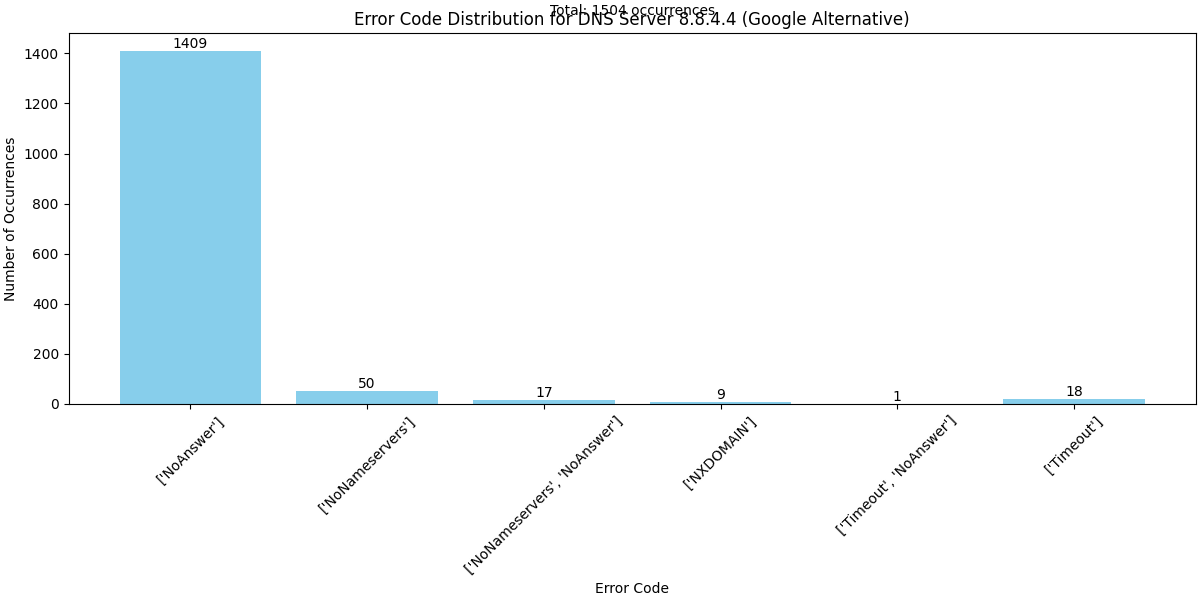 Total: 1504 occurrences
Error Code Distribution for DNS Server 8.8.4.4 (Google Alternative)
Number of Occurrences
1400
1200
1000
800
600
400
200
0
1409
50
17
9
1
18
['NoAnswer']
['NoNameservers']
['NoNameservers', 'NoAnswer']
['NXDOMAIN']
['Timeout', 'NoAnswer']
['Timeout']
Error Code